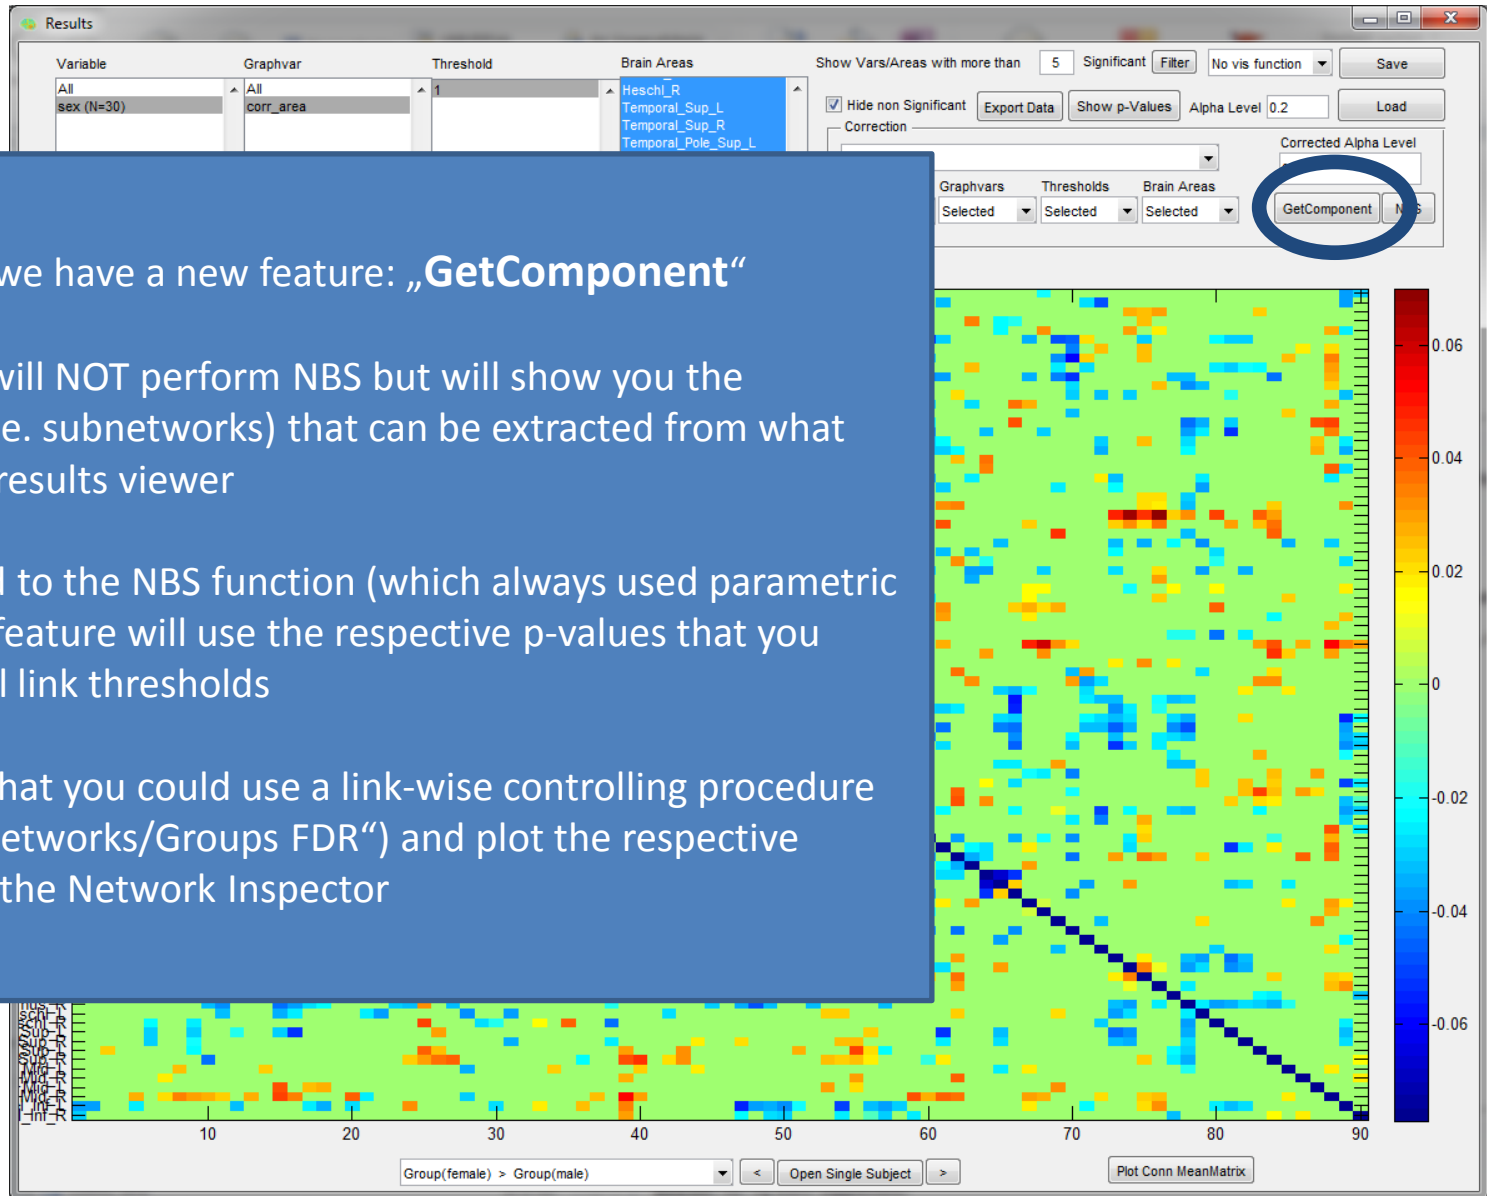 Results
Variable Graphvar Threshold Brain Areas Show Vars/Areas with more than 5 Significant Filter No vis function Save
All All 1 Heschl_R
sex (N=30) corr_area Temporal_Sup_L
Temporal_Sup_R
Temporal_Pole_Sup_L
Hide non Significant Export Data Show p-Values Alpha Level 0.2 Load
Correction
Corrected Alpha Level
Graphvars Thresholds Brain Areas
Selected Selected Selected GetComponent
we have a new feature: „GetComponent“
will NOT perform NBS but will show you the
e. subnetworks) that can be extracted from what
results viewer
d to the NBS function (which always used parametric
feature will use the respective p-values that you
l link thresholds
hat you could use a link-wise controlling procedure
etworks/Groups FDR“) and plot the respective
the Network Inspector
0.06
0.04
0.02
0
-0.02
-0.04
-0.06
10 20 30 40 50 60 70 80 90
Group(female) > Group(male) < Open Single Subject > Plot Conn MeanMatrix